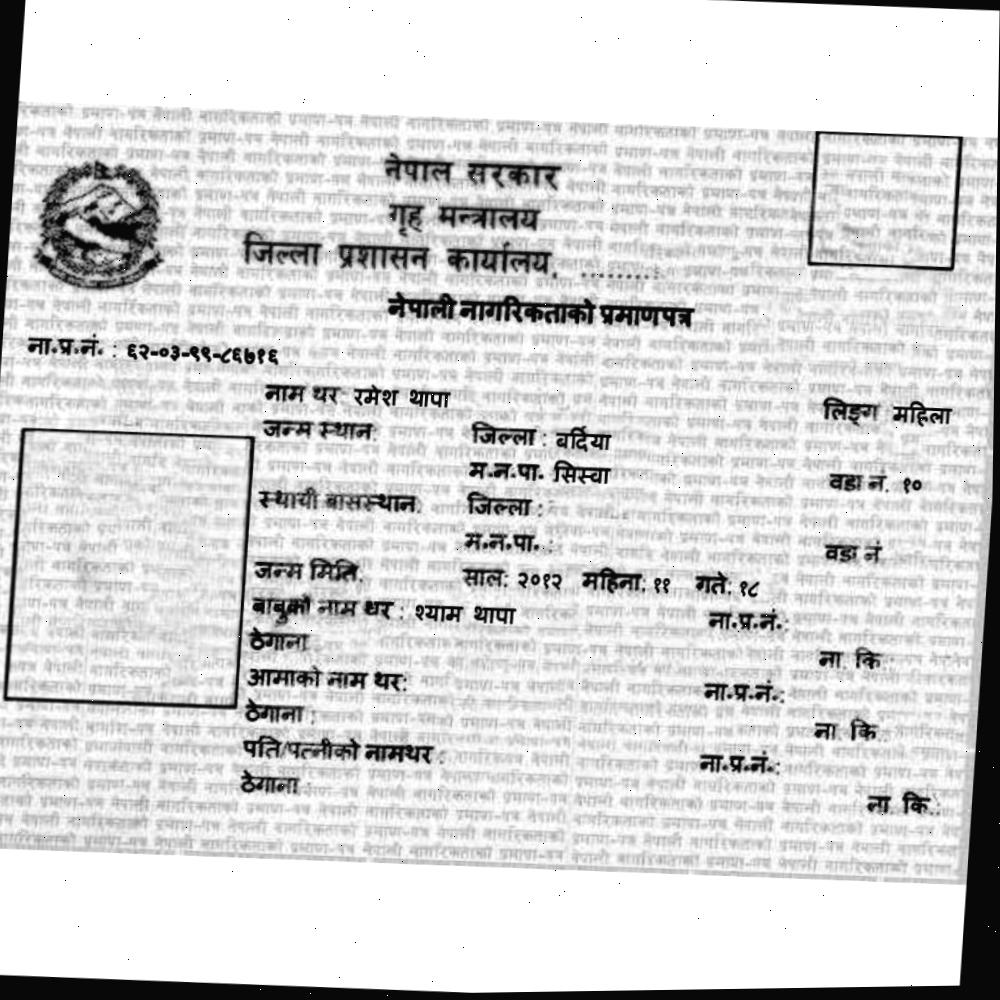 नेपाल सरकार
गृह मन्त्रालय
जिल्ला प्रशासन कार्यालय, ..........
नेपाली नागरिकताको प्रमाणपत्र
ना.प्र.नं. : ६२-०३-९९-८६७१६
नाम थर: रमेश थापा लिङ्ग महिला
जन्म स्थान: जिल्ला : बर्दिया
म.न.पा. सिस्वा वडा नं. १०
स्थायी बासस्थान: जिल्ला :
म.न.पा. : वडा नं
जन्म मिति: साल: २०१२ महिना: ११ गते: १८
बाबुको नाम थर : श्याम थापा ना.प्र.नं.:
ठेगाना ना. कि.:
आमाको नाम थर: ना.प्र.नं.:
ठेगाना : ना. कि.
पति/पत्नीको नामथर : ना.प्र.नं.:
ठेगाना : ना. कि.: